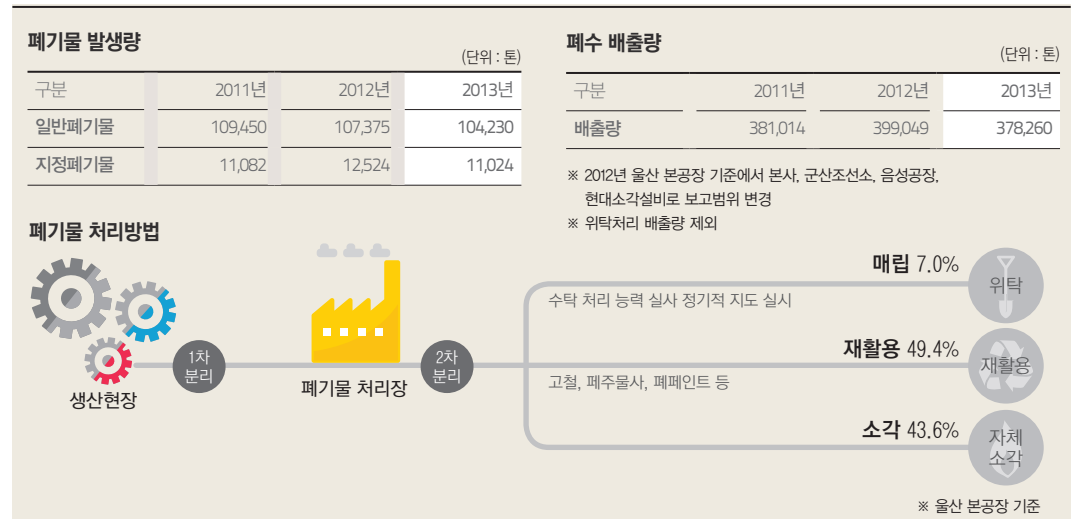 폐기물 발생량
(단위 : 톤)
구분 2011년 2012년 2013년
일반폐기물 109,450 107,375 104,230
지정폐기물 11,082 12,524 11,024
폐수 배출량
(단위 : 톤)
구분 2011년 2012년 2013년
배출량 381,014 399,049 378,260
※ 2012년 울산 본공장 기준에서 본사, 군산조선소, 음성공장,
현대소각설비로 보고범위 변경
※ 위탁처리 배출량 제외
폐기물 처리방법
생산현장
1차
분리
폐기물 처리장
2차
분리
매립 7.0%
수탁 처리 능력 실사 정기적 지도 실시
위탁
재활용 49.4%
고철, 폐주물사, 폐페인트 등
재활용
소각 43.6%
자체
소각
※ 울산 본공장 기준